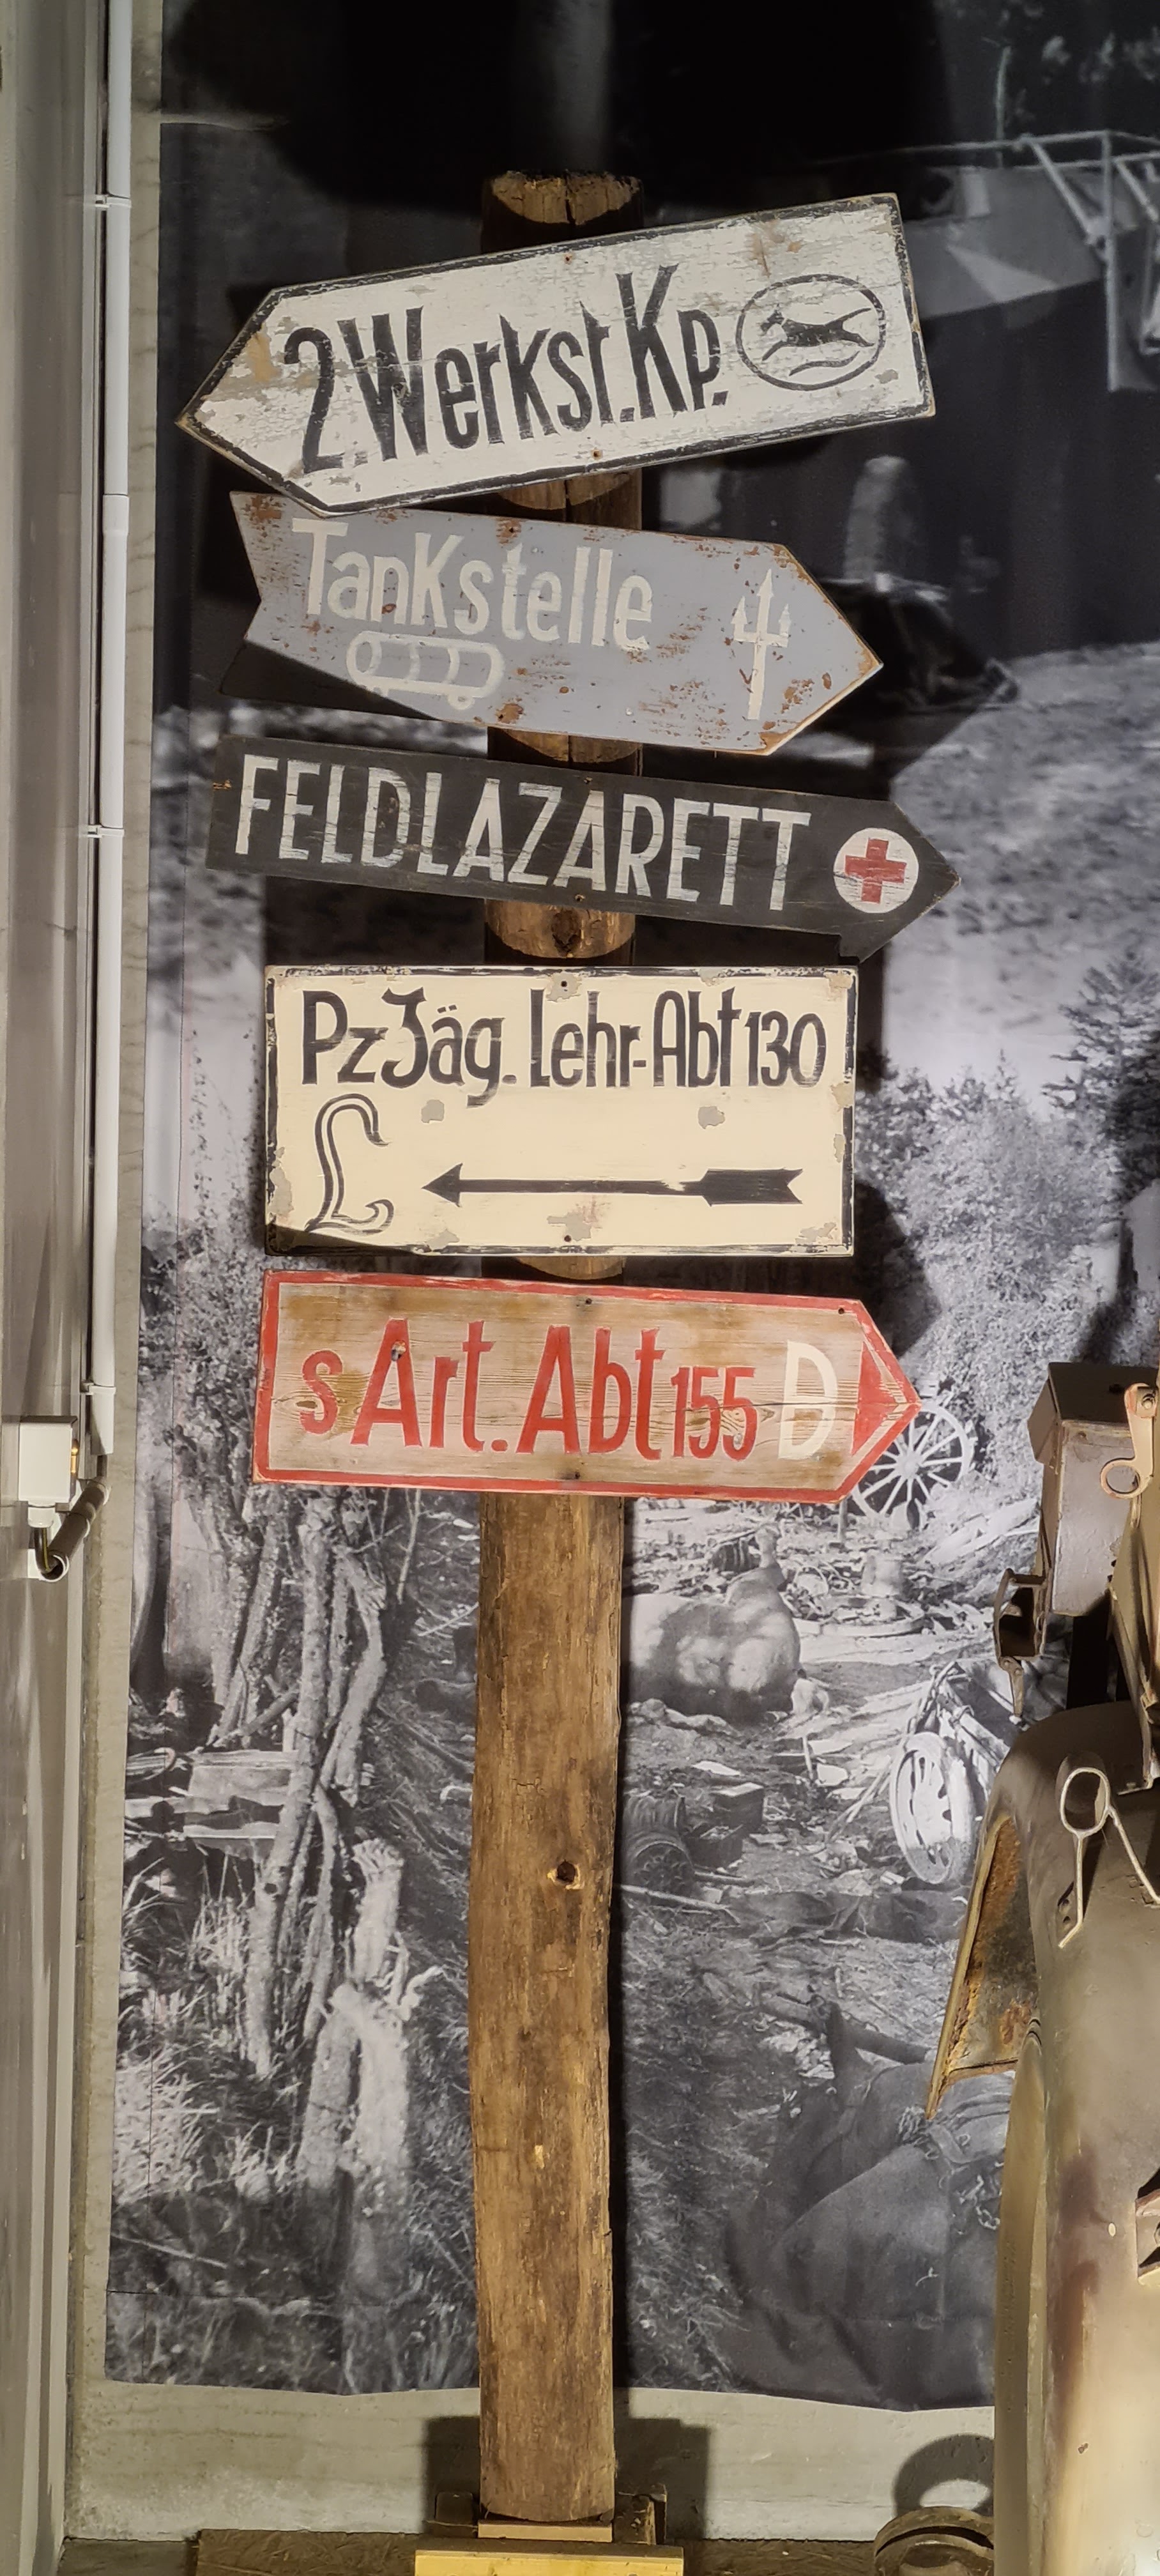 2 Werkst. Kp.
Tankstelle
FELDLAZARETT
Pz Jäg. Lehr-Abt 130
L
s Art. Abt 155 D